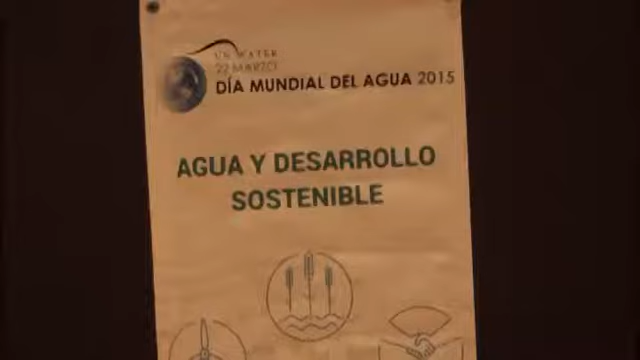 UN WATER
22 MARZO
DÍA MUNDIAL DEL AGUA 2015
AGUA Y DESARROLLO
SOSTENIBLE